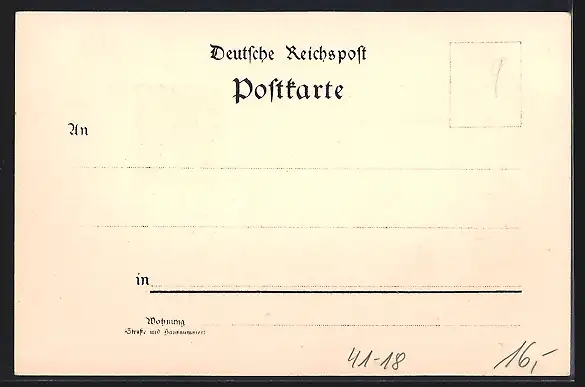 Deutſche Reichspoſt
Poſtkarte
An
in
Wohnung
(Straße und Hausnummer)
41-18 16,-